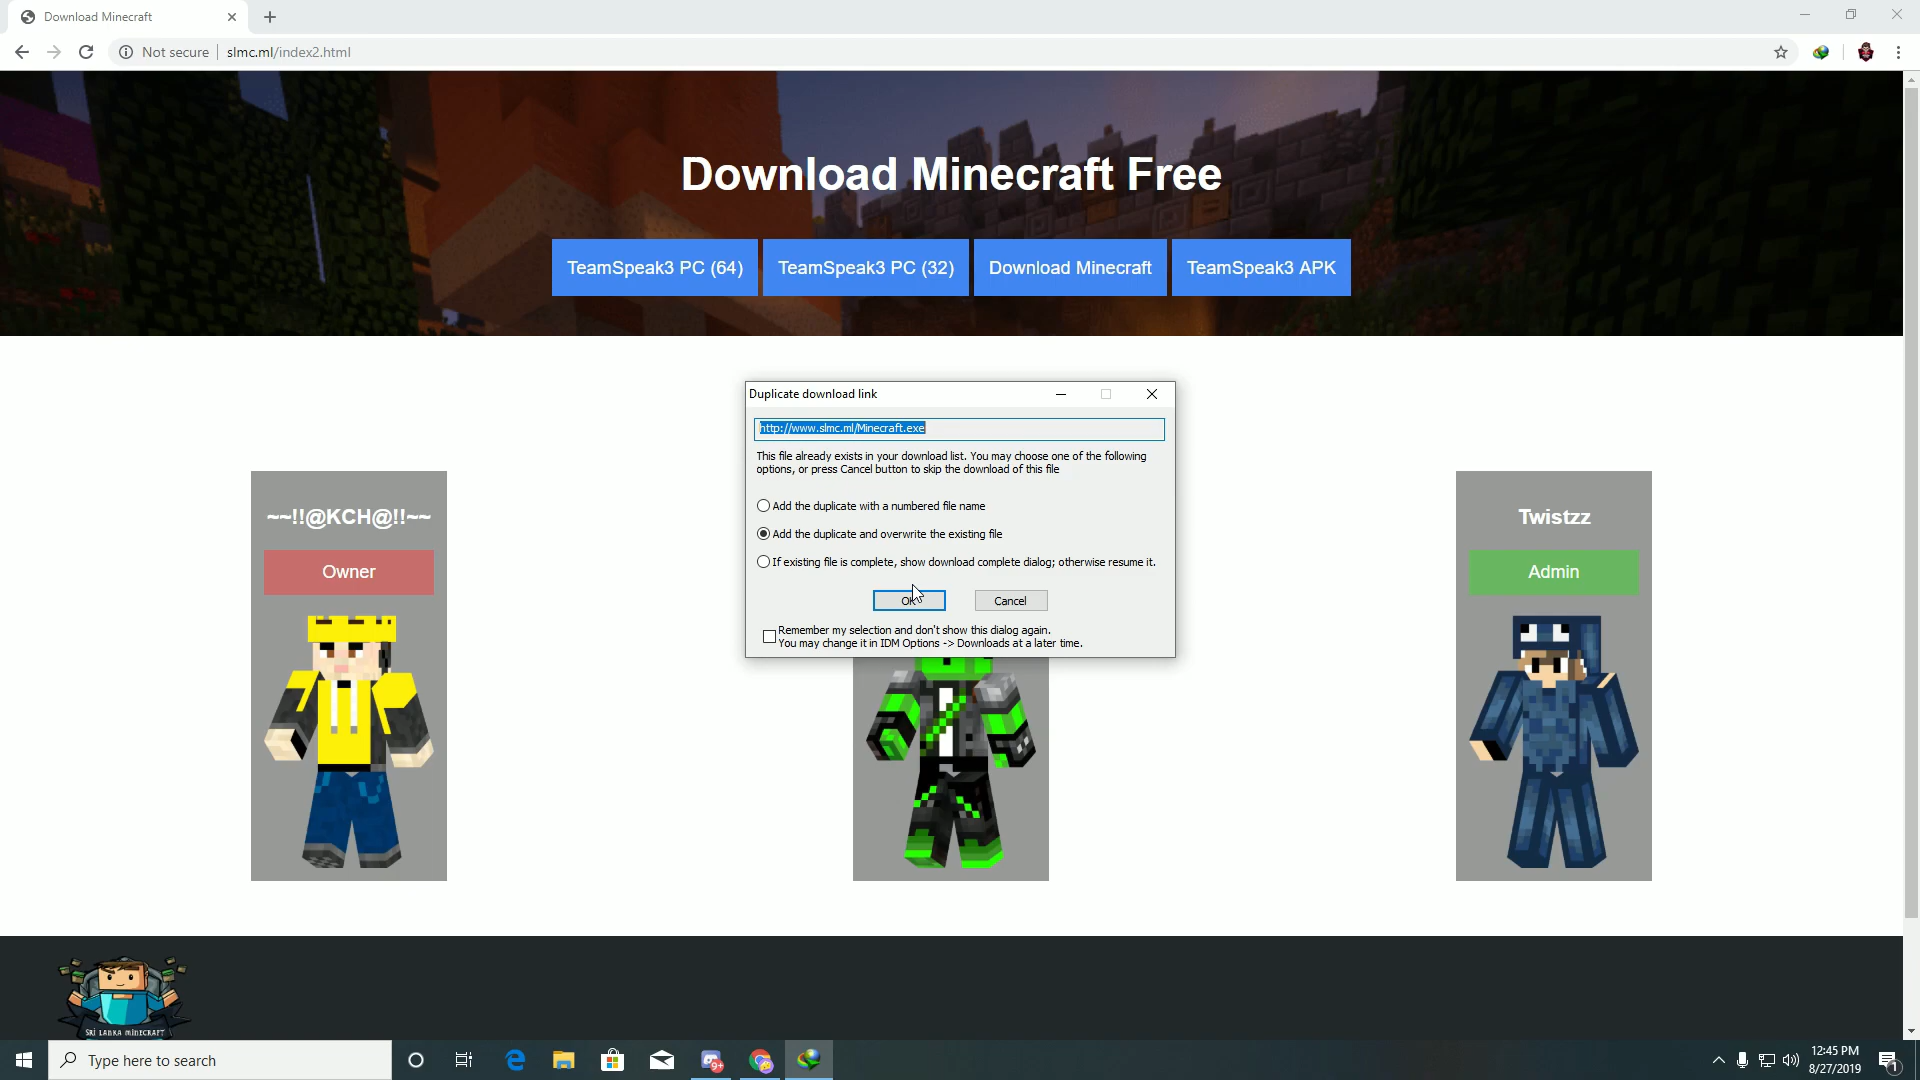 Download Minecraft
Not secure
slmc.ml/index2.html
Download Minecraft Free
TeamSpeak3 PC (64)
TeamSpeak3 PC (32)
Download Minecraft
TeamSpeak3 APK
Duplicate download link
http://www.slmc.ml/Minecraft.exe
This file already exists in your download list. You may choose one of the following
options, or press Cancel button to skip the download of this file
Add the duplicate with a numbered file name
Add the duplicate and overwrite the existing file
If existing file is complete, show download complete dialog; otherwise resume it.
OK
Cancel
Remember my selection and don't show this dialog again.
You may change it in IDM Options -> Downloads at a later time.
~~!!@KCH@!!~~
Owner
Twistzz
Admin
SRI LANKA MINECRAFT
Type here to search
9+
12:45 PM
8/27/2019
1